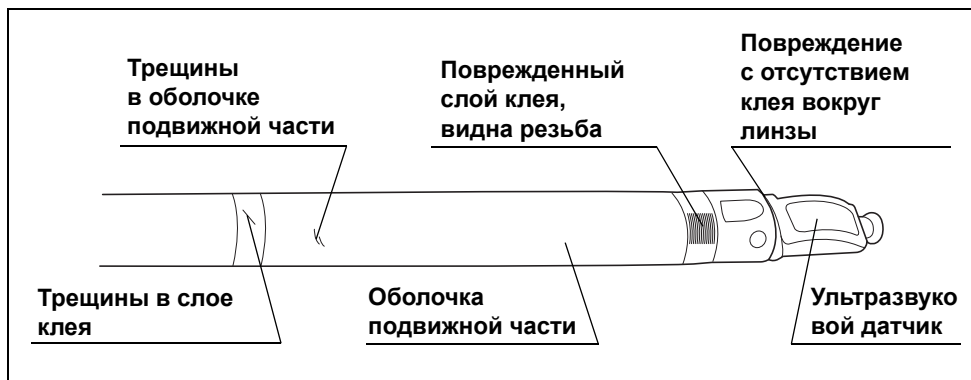 Трещины
в оболочке
подвижной части
Поврежденный
слой клея,
видна резьба
Повреждение
с отсутствием
клея вокруг
линзы
Трещины в слое
клея
Оболочка
подвижной части
Ультразвуко
вой датчик